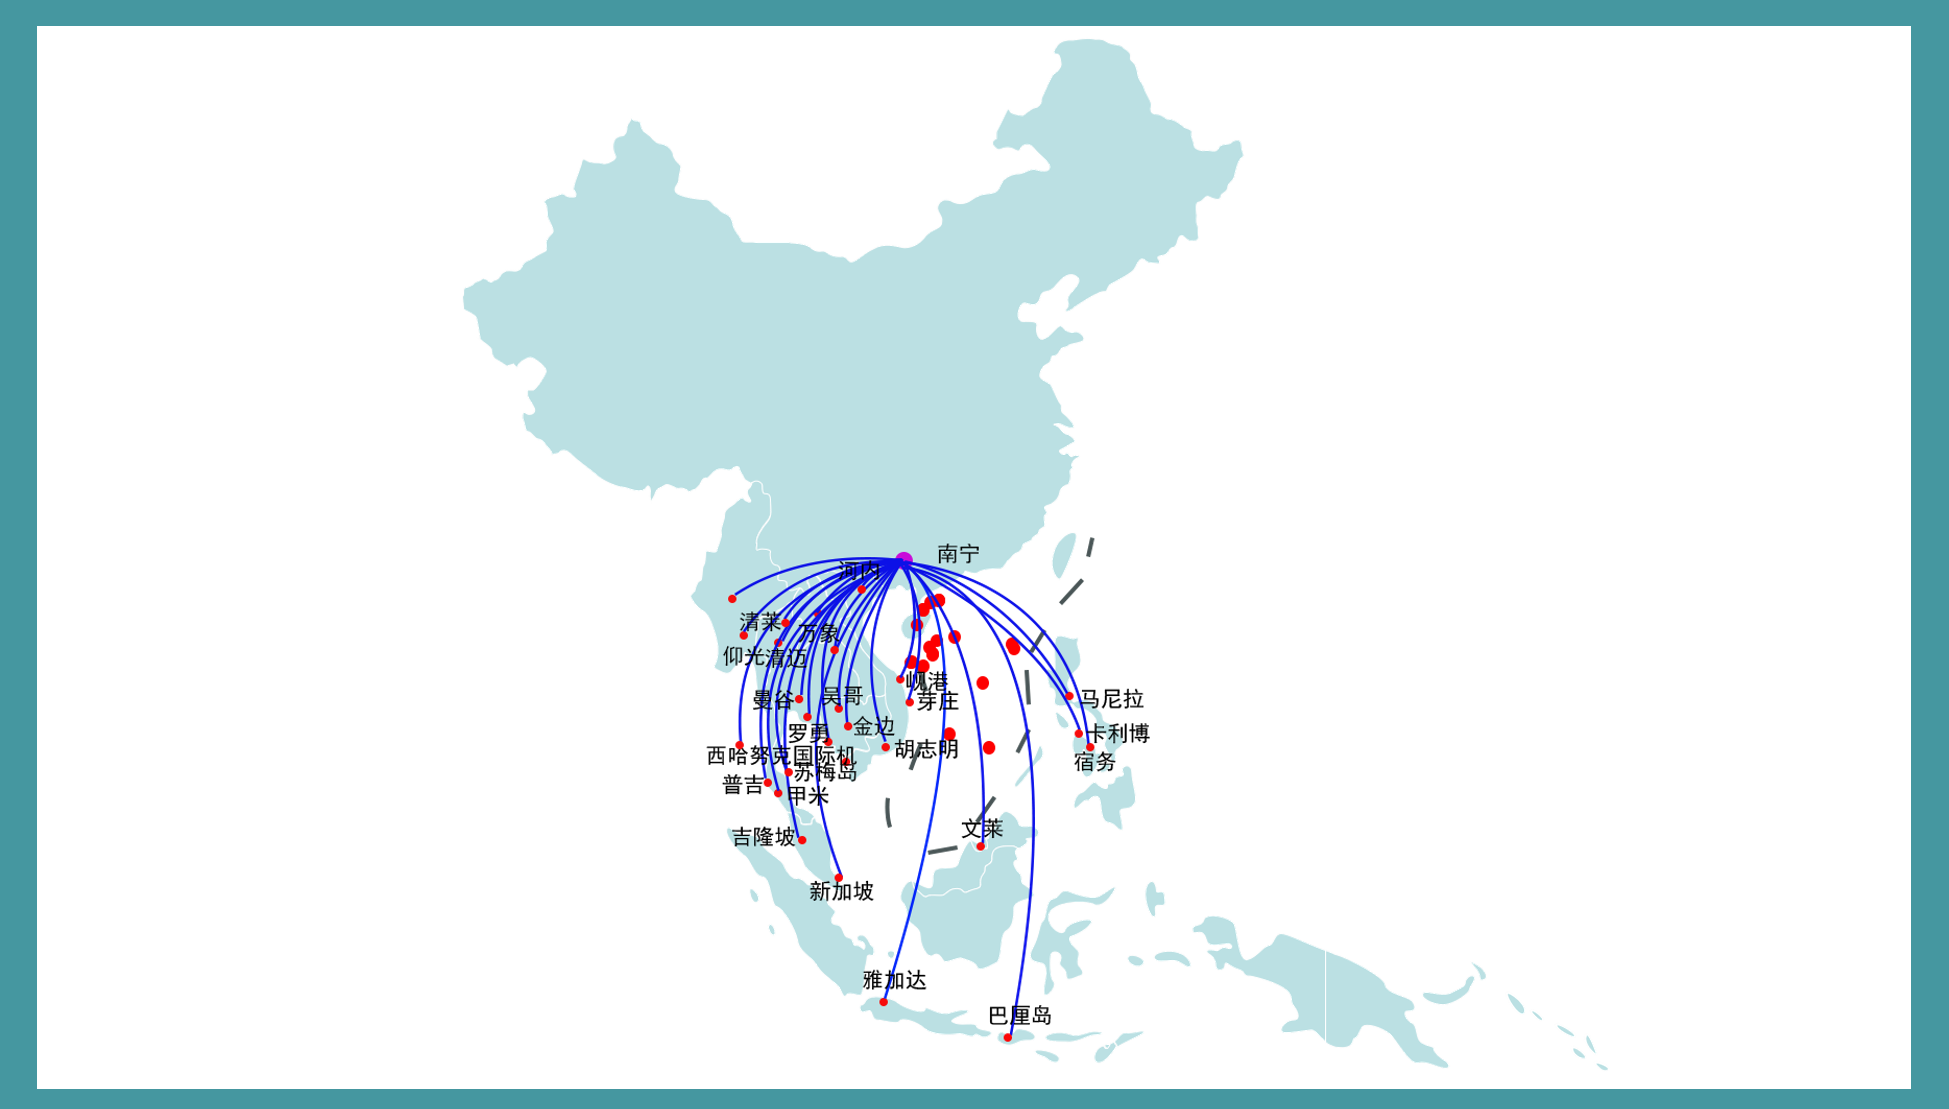 南宁
河内
清莱
万象
仰光
清迈
岘港
曼谷
吴哥
芽庄
马尼拉
罗勇
金边
卡利博
胡志明
西哈努克国际机
宿务
苏梅岛
普吉
甲米
文莱
吉隆坡
新加坡
雅加达
巴厘岛